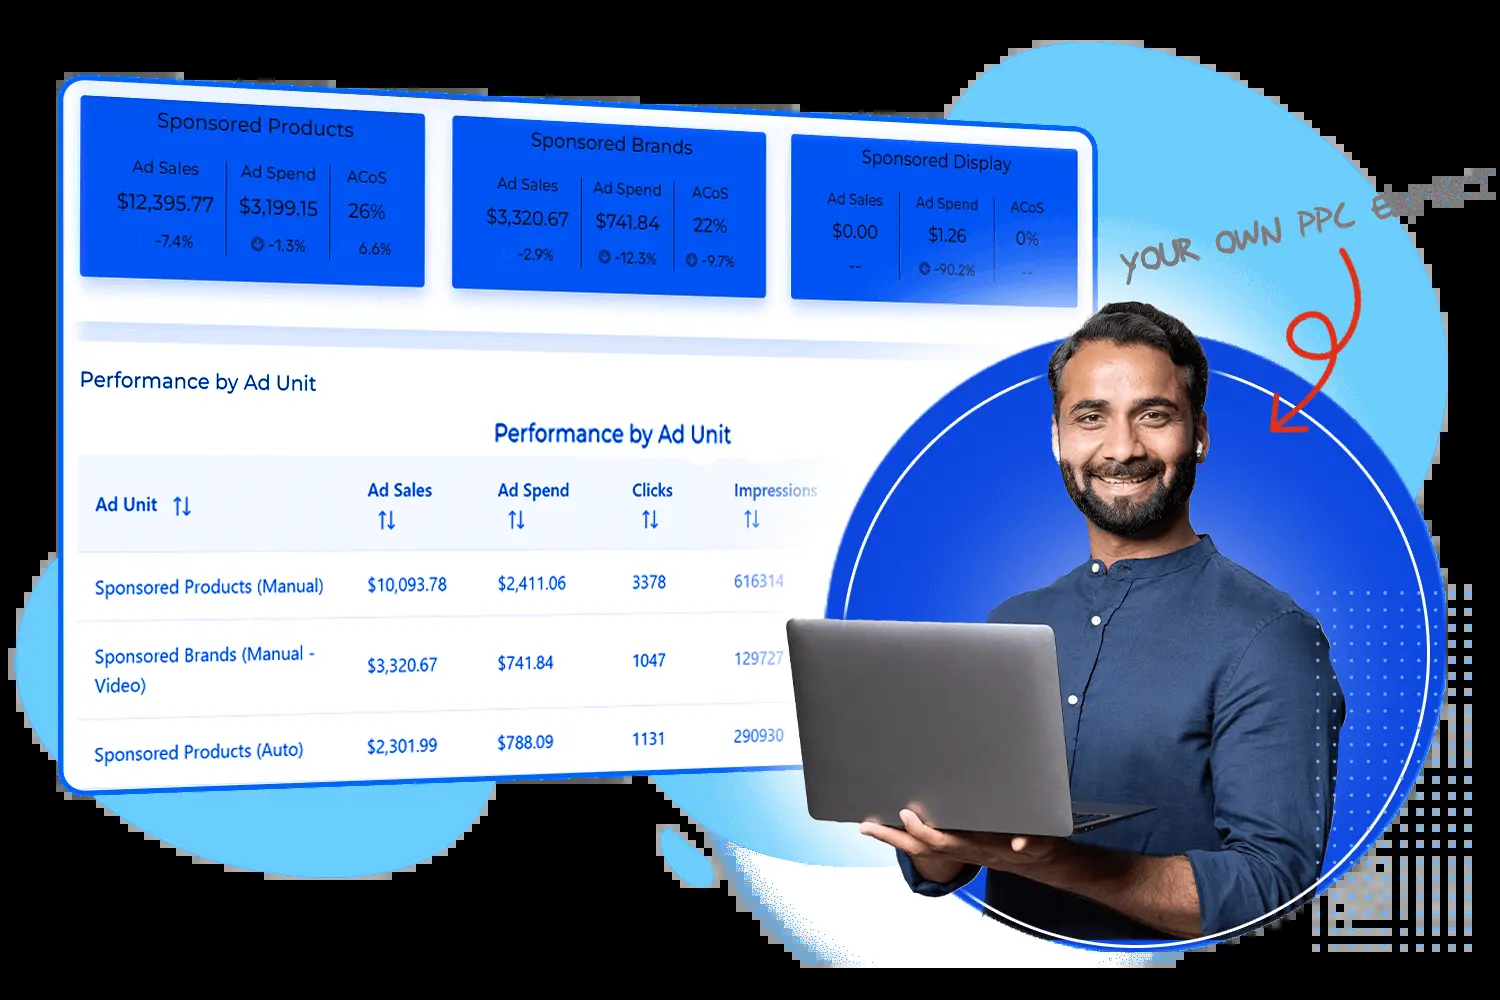 Sponsored Products
Ad Sales Ad Spend ACoS
$12,395.77 $3,199.15 26%
-7.4% -1.3% 6.6%
Sponsored Brands
Ad Sales Ad Spend ACoS
$3,320.67 $741.84 22%
-2.9% -12.3% -9.7%
Sponsored Display
Ad Sales Ad Spend ACoS
$0.00 $1.26 0%
-- -90.2% --
YOUR OWN PPC EXPERT
Performance by Ad Unit
Performance by Ad Unit
Ad Unit Ad Sales Ad Spend Clicks Impressions
Sponsored Products (Manual) $10,093.78 $2,411.06 3378 616314
Sponsored Brands (Manual -
Video) $3,320.67 $741.84 1047 129727
Sponsored Products (Auto) $2,301.99 $788.09 1131 290930